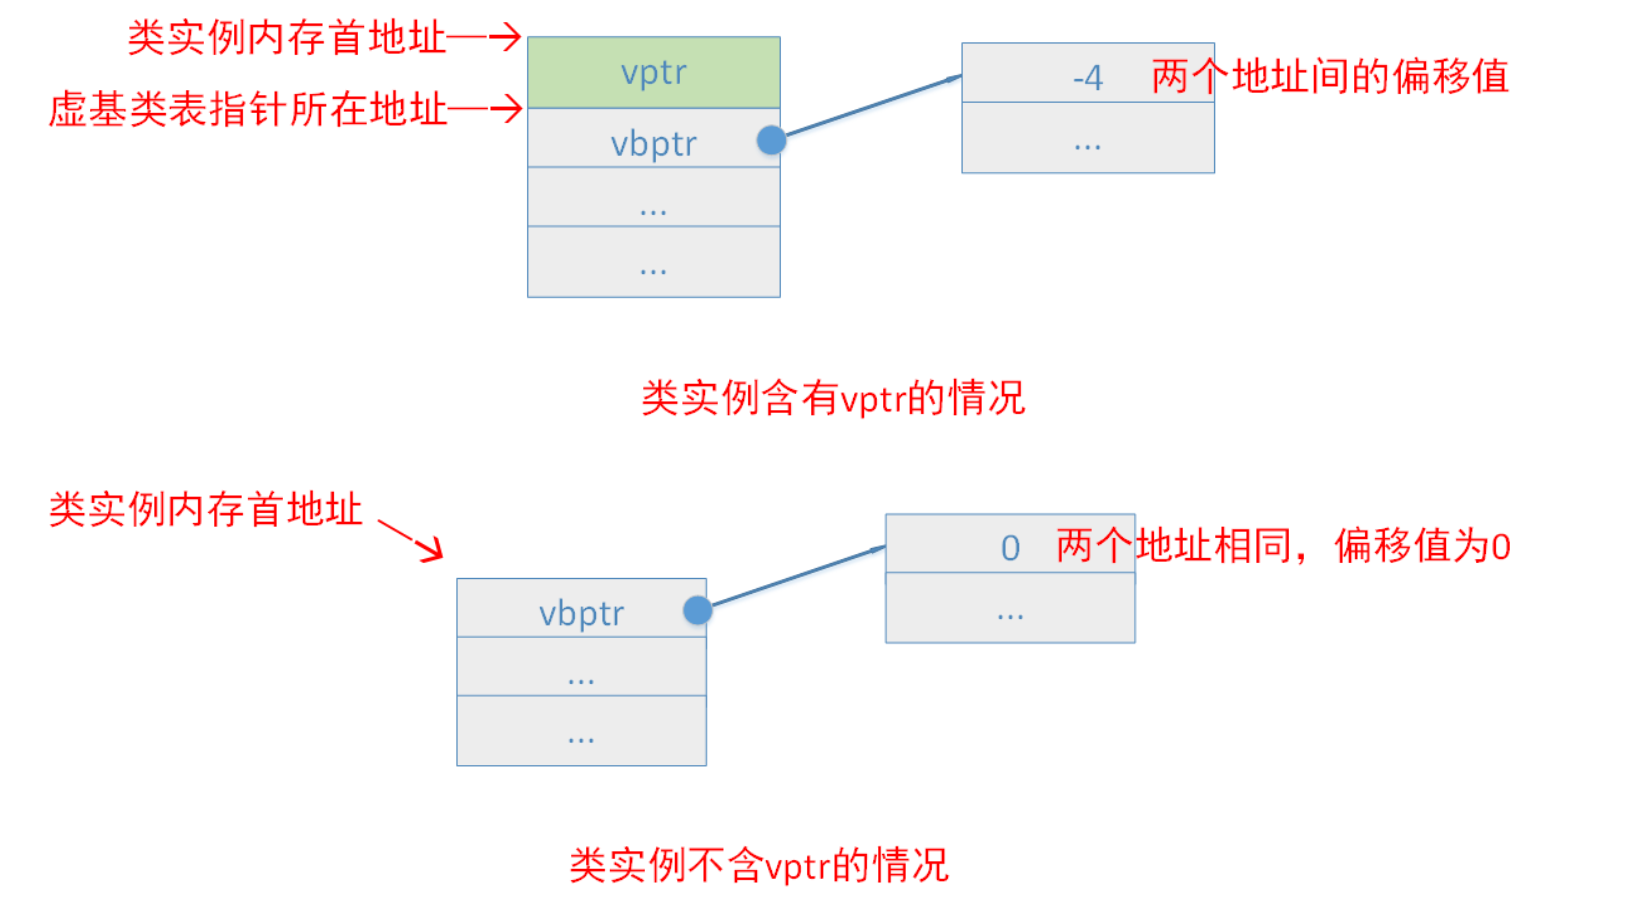 类实例内存首地址
vptr
-4 两个地址间的偏移值
虚基类表指针所在地址
vbptr
...
...
...
类实例含有vptr的情况
类实例内存首地址
0 两个地址相同，偏移值为0
vbptr
...
...
...
类实例不含vptr的情况